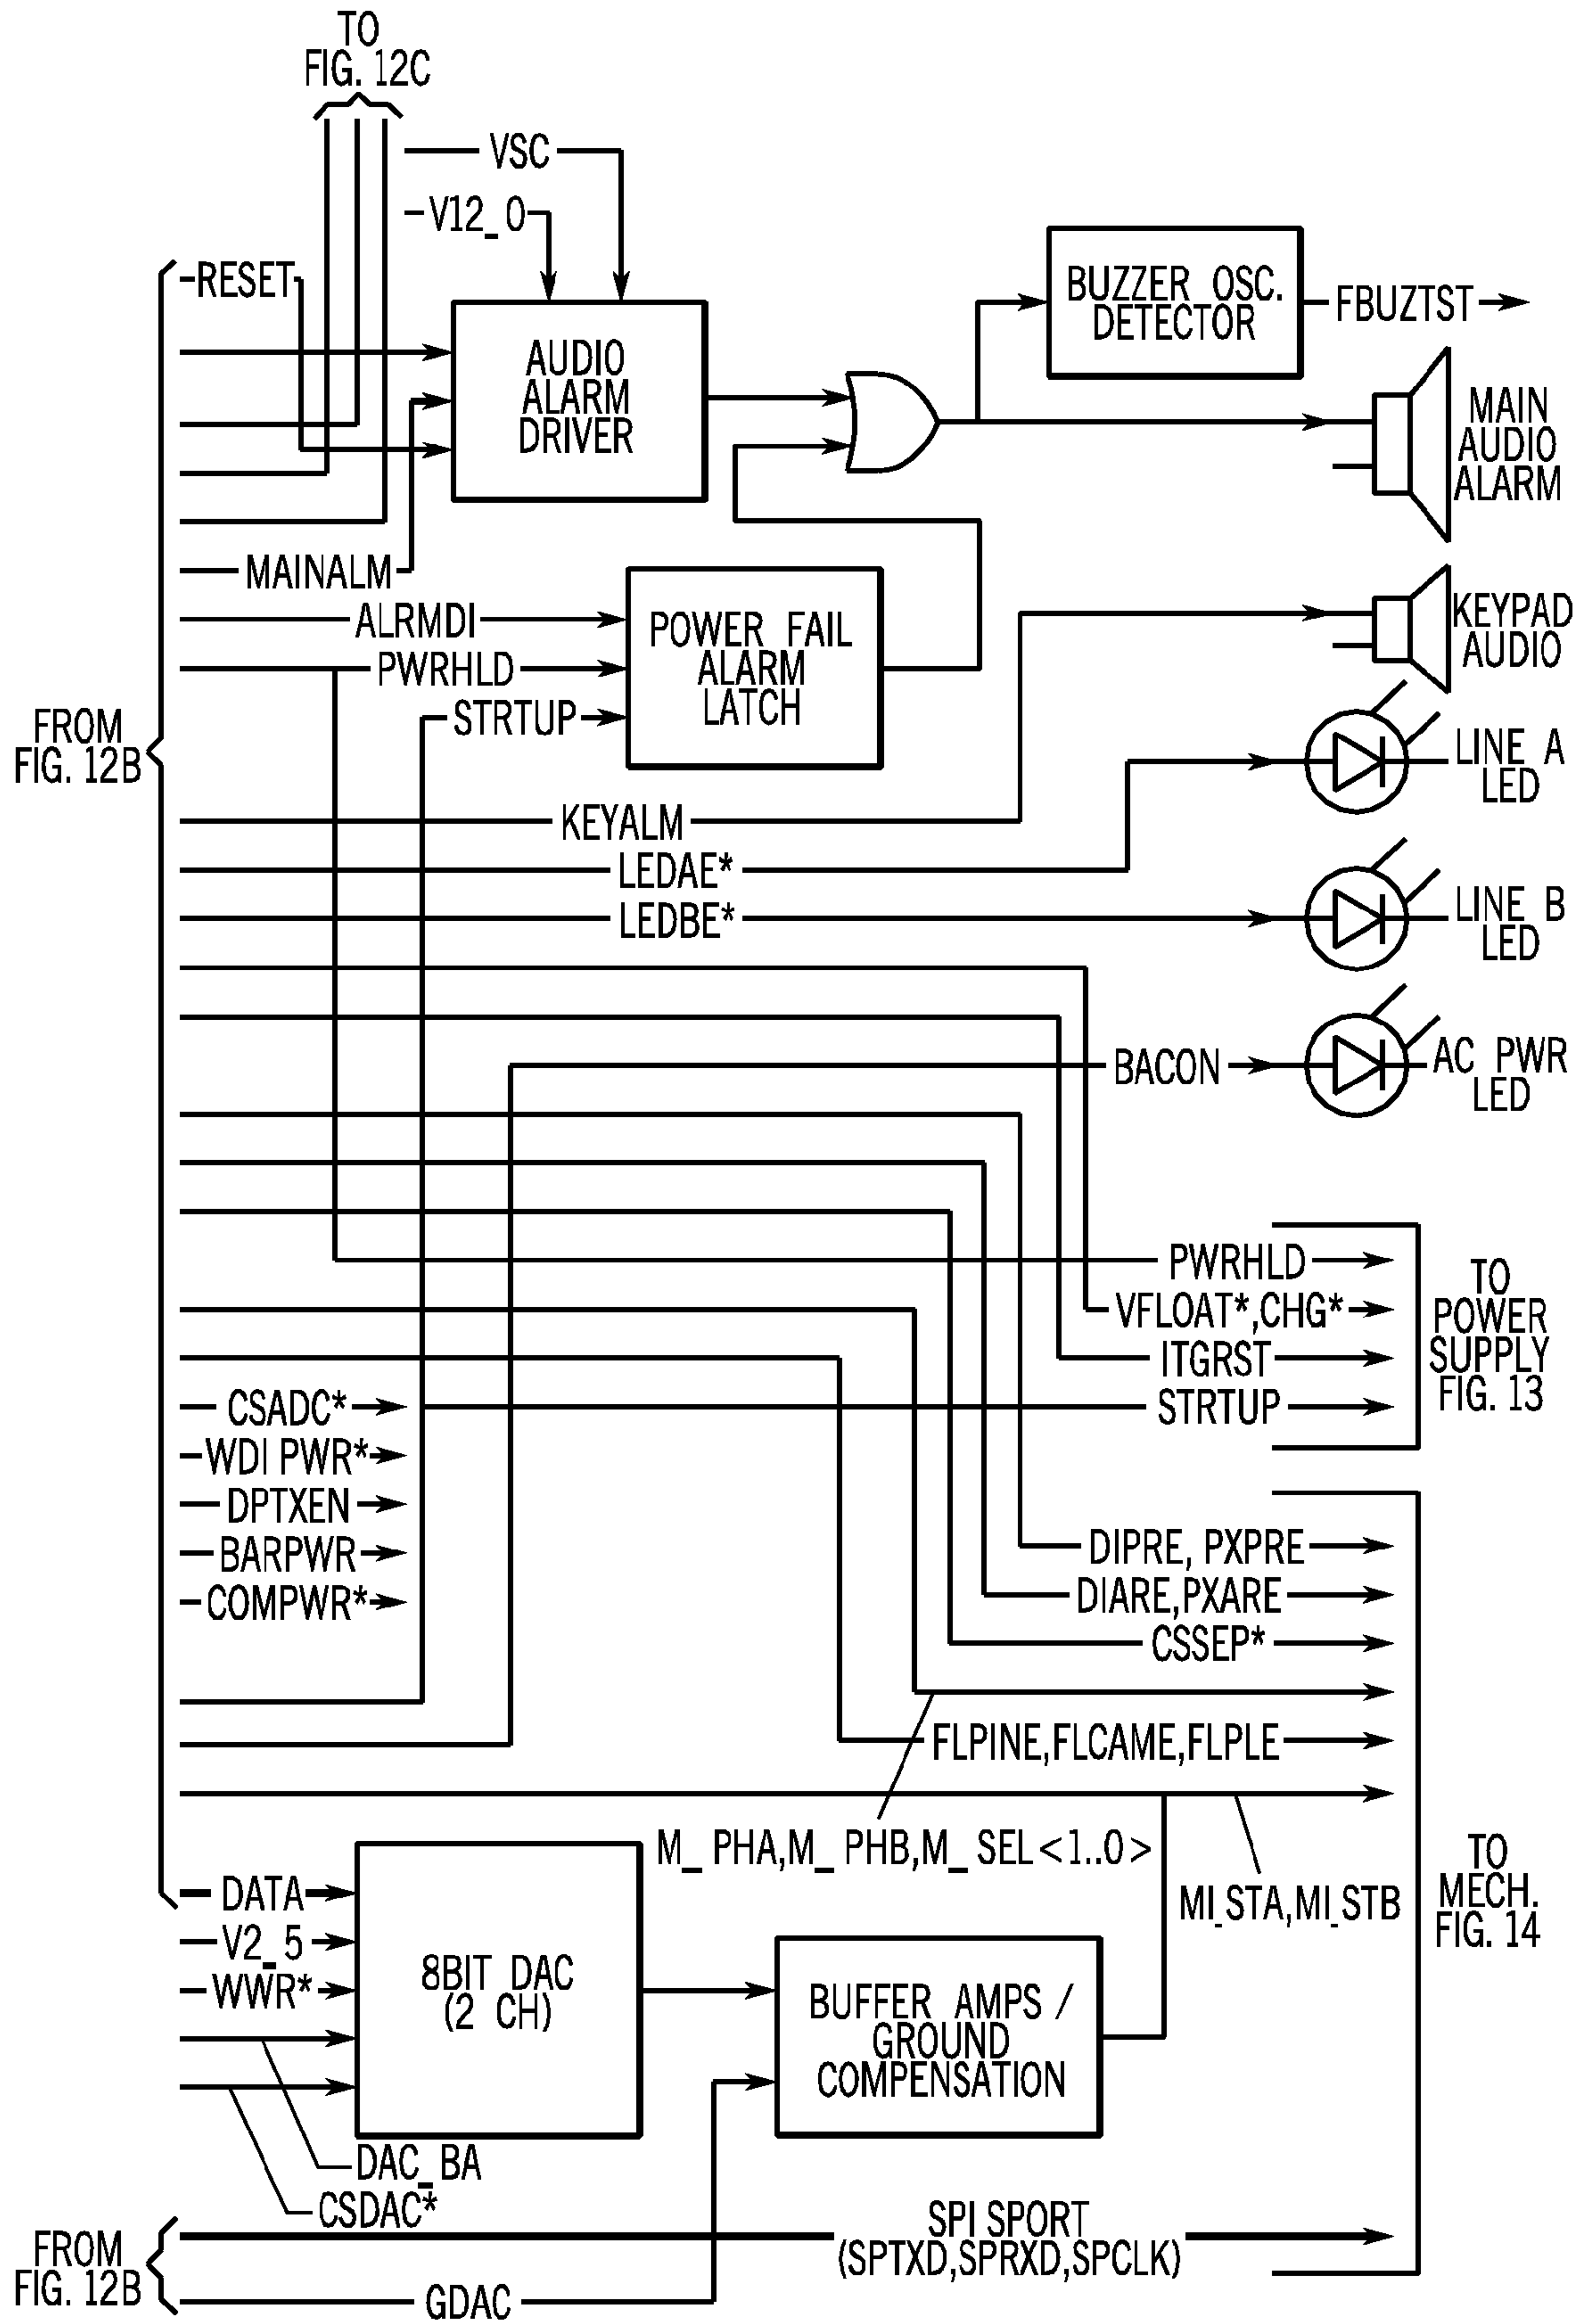 TO
FIG. 12C
VSC
V12_0
RESET
BUZZER OSC.
DETECTOR
FBUZTST
AUDIO
ALARM
DRIVER
MAIN
AUDIO
ALARM
MAINALM
ALRMDI
POWER FAIL
ALARM
LATCH
KEYPAD
AUDIO
PWRHLD
STRTUP
FROM
FIG. 12B
LINE A
LED
KEYALM
LEDAE*
LEDBE*
LINE B
LED
BACON
AC PWR
LED
PWRHLD
VFLOAT*,CHG*
ITGRST
STRTUP
TO
POWER
SUPPLY
FIG. 13
CSADC*
WDI PWR*
DPTXEN
BARPWR
COMPWR*
DIPRE, PXPRE
DIARE,PXARE
CSSEP*
FLPINE,FLCAME,FLPLE
M_ PHA,M_ PHB,M_ SEL<1..0>
MI_STA,MI_STB
TO
MECH.
FIG. 14
DATA
V2_5
WWR*
8BIT DAC
(2 CH)
BUFFER AMPS /
GROUND
COMPENSATION
DAC_BA
CSDAC*
FROM
FIG. 12B
SPI SPORT
(SPTXD,SPRXD,SPCLK)
GDAC